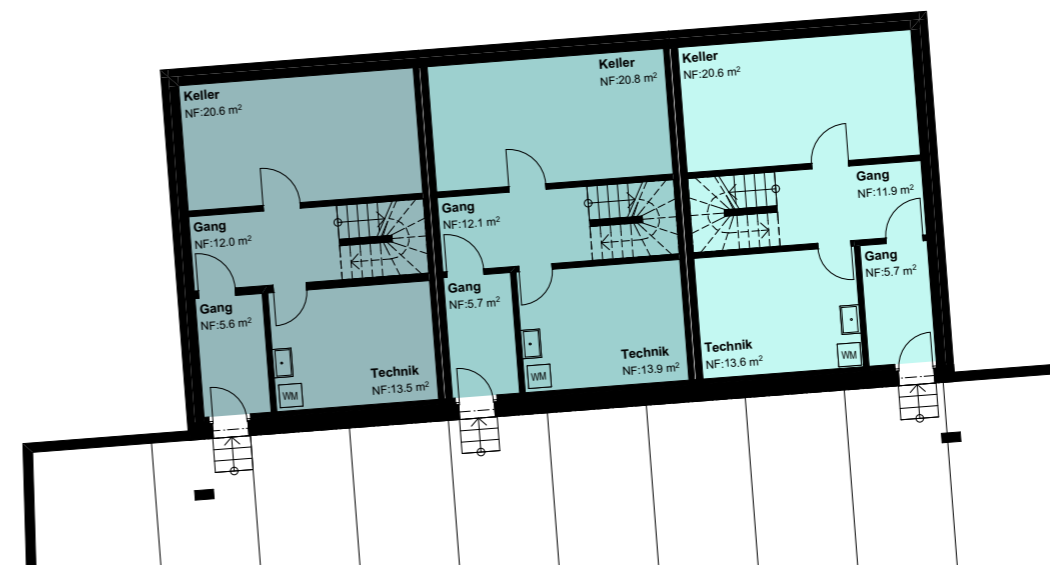 Keller
NF:20.6 m²
Gang
NF:12.0 m²
Gang
NF:5.6 m²
Technik
NF:13.5 m²
WM
Keller
NF:20.8 m²
Gang
NF:12.1 m²
Gang
NF:5.7 m²
Technik
NF:13.9 m²
WM
Keller
NF:20.6 m²
Gang
NF:11.9 m²
Gang
NF:5.7 m²
Technik
NF:13.6 m²
WM